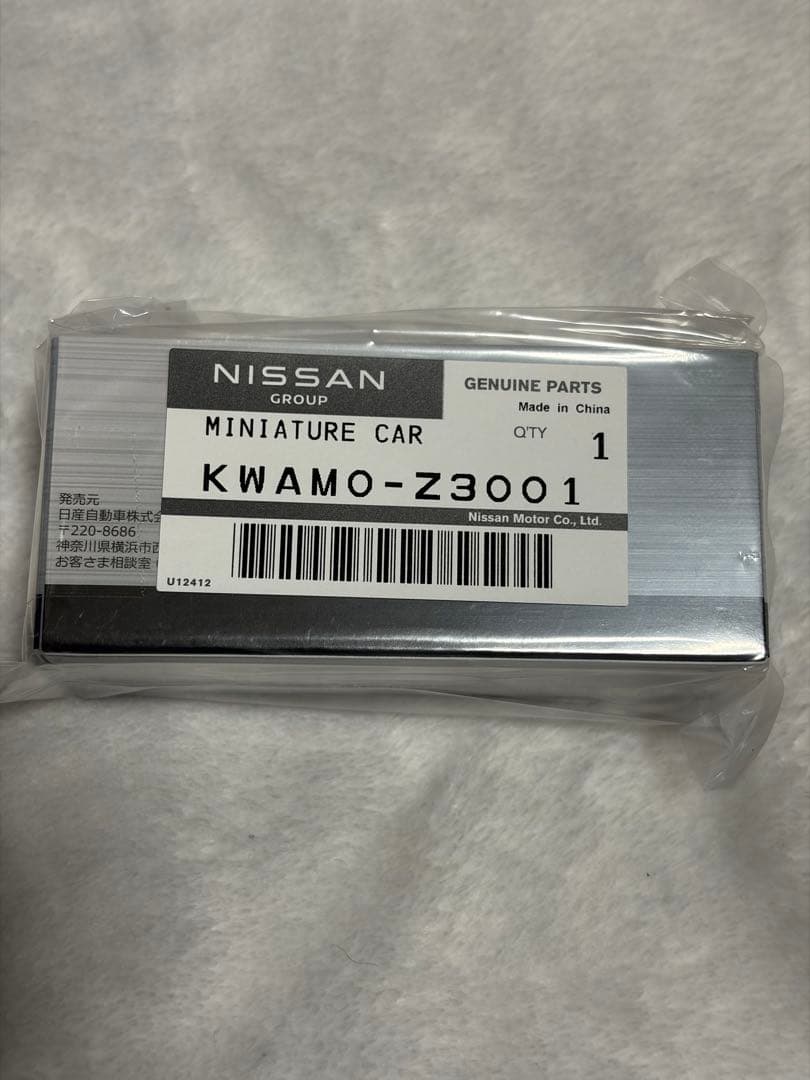 NISSAN
GROUP
GENUINE PARTS
Made in China
MINIATURE CAR
Q'TY 1
KWAM0-Z3001
Nissan Motor Co., Ltd.
U12412
発売元
日産自動車株式会
〒220-8686
神奈川県横浜市西
お客さま相談室